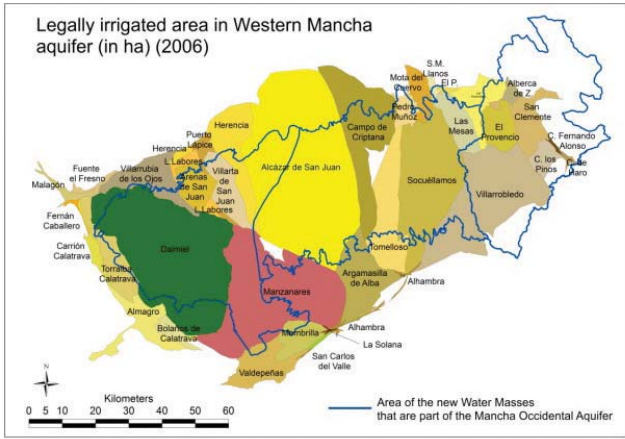 Legally irrigated area in Western Mancha
aquifer (in ha) (2006)
S.M.
Llanos
El P.
Mota del
Cuervo
Alberca
de Z.
San
Clemente
Pedro
Muñoz
Las
Mesas
El
Provencio
C. Fernando
Alonso
C. los
Pinos
C. de
Haro
Herencia
Puerto
Lápice
Herencia
L. Labores
Campo de
Criptana
Alcázar de San Juan
Arenas
de San
Juan
Villarta
de
San
Juan
L. Labores
Socuéllamos
Villarrobledo
Fuente
el Fresno
Villarrubia
de los Ojos
Malagón
Fernán
Caballero
Carrión
Calatrava
Daimiel
Tomelloso
Torralba
Calatrava
Manzanares
Argamasilla
de Alba
Alhambra
Almagro
Bolaños de
Calatrava
Membrilla
Alhambra
La Solana
San Carlos
del Valle
Valdepeñas
N
Kilometers
0 5 10 20 30 40 50 60
Area of the new Water Masses
that are part of the Mancha Occidental Aquifer